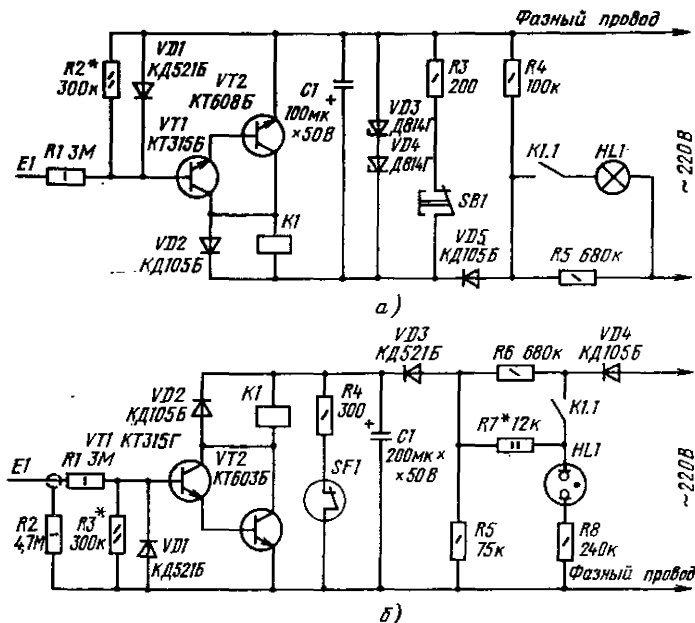 Фазный провод
VD1
КД521Б
R2*
300к
VT2
КТ608Б
VT1
КТ315Б
C1
+
100мк
×50В
VD3
Д814Г
VD4
Д814Г
R3
200
R4
100к
E1
R1 3М
K1.1
HL1
~220В
SB1
VD2
КД105Б
K1
VD5
КД105Б
R5 680к
а)
VD3
КД521Б
R6 680к
VD4
КД105Б
VD2
КД105Б
K1
R4
300
K1.1
R7* 12к
VT1 КТ315Г
C1
+
200мк×
×50В
HL1
E1
R1 3М
VT2
КТ603Б
SF1
~220В
R2
4,7М
R3*
300к
VD1
КД521Б
R5
75к
R8
240к
Фазный провод
б)